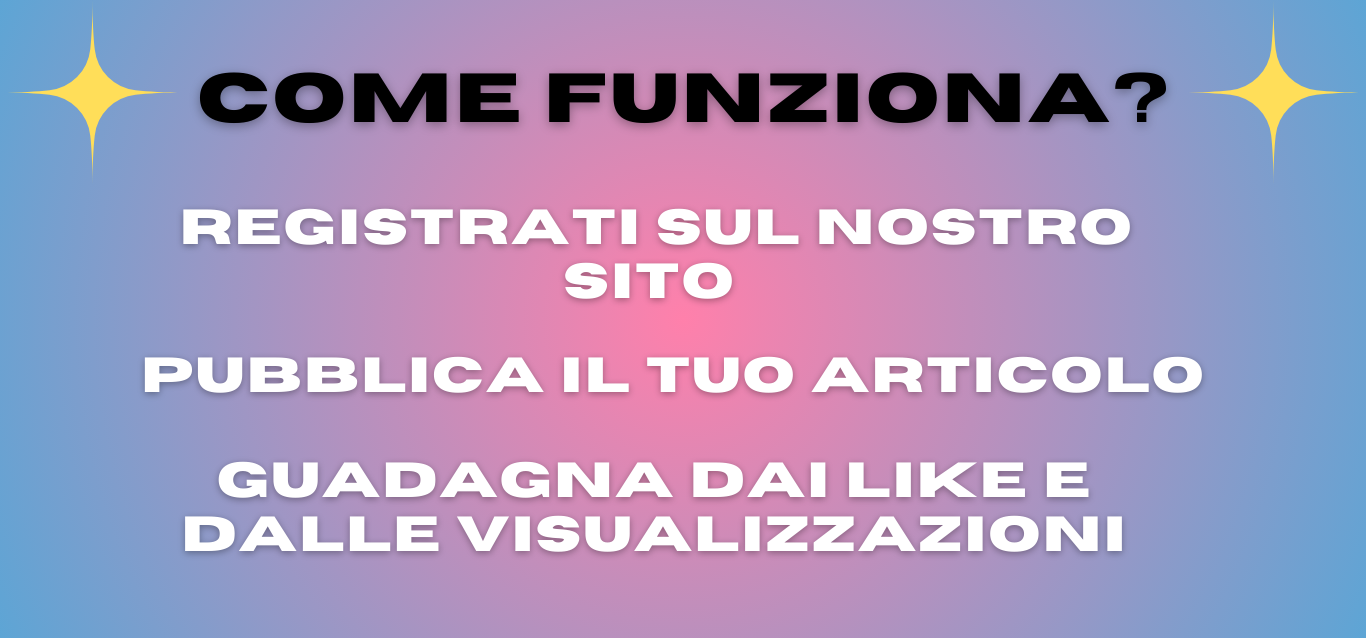 COME FUNZIONA?
REGISTRATI SUL NOSTRO
SITO
PUBBLICA IL TUO ARTICOLO
GUADAGNA DAI LIKE E
DALLE VISUALIZZAZIONI